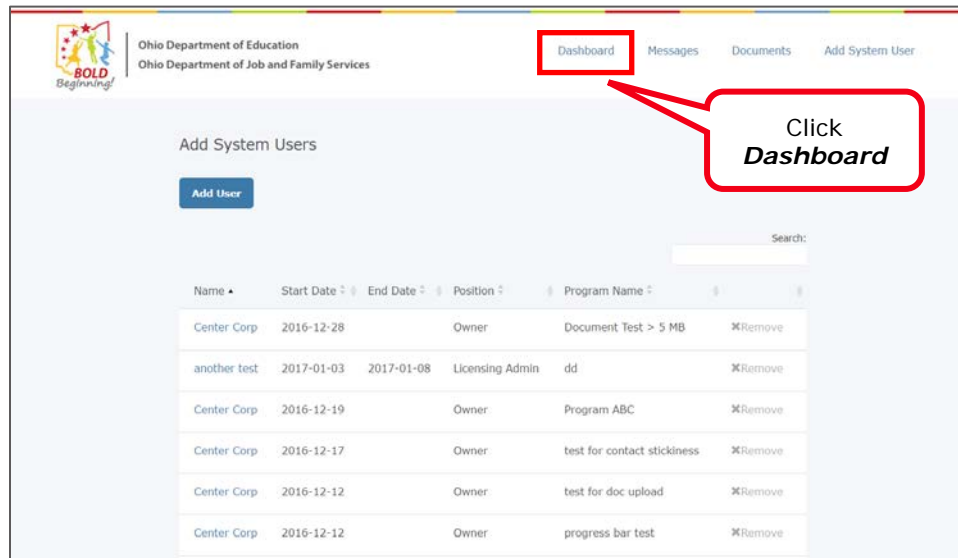 BOLD
Beginning!
Ohio Department of Education
Ohio Department of Job and Family Services
Dashboard Messages Documents Add System User
Click
Dashboard
Add System Users
Add User
Search:
Name Start Date End Date Position Program Name
Center Corp 2016-12-28 Owner Document Test > 5 MB ✖Remove
another test 2017-01-03 2017-01-08 Licensing Admin dd ✖Remove
Center Corp 2016-12-19 Owner Program ABC ✖Remove
Center Corp 2016-12-17 Owner test for contact stickiness ✖Remove
Center Corp 2016-12-12 Owner test for doc upload ✖Remove
Center Corp 2016-12-12 Owner progress bar test ✖Remove